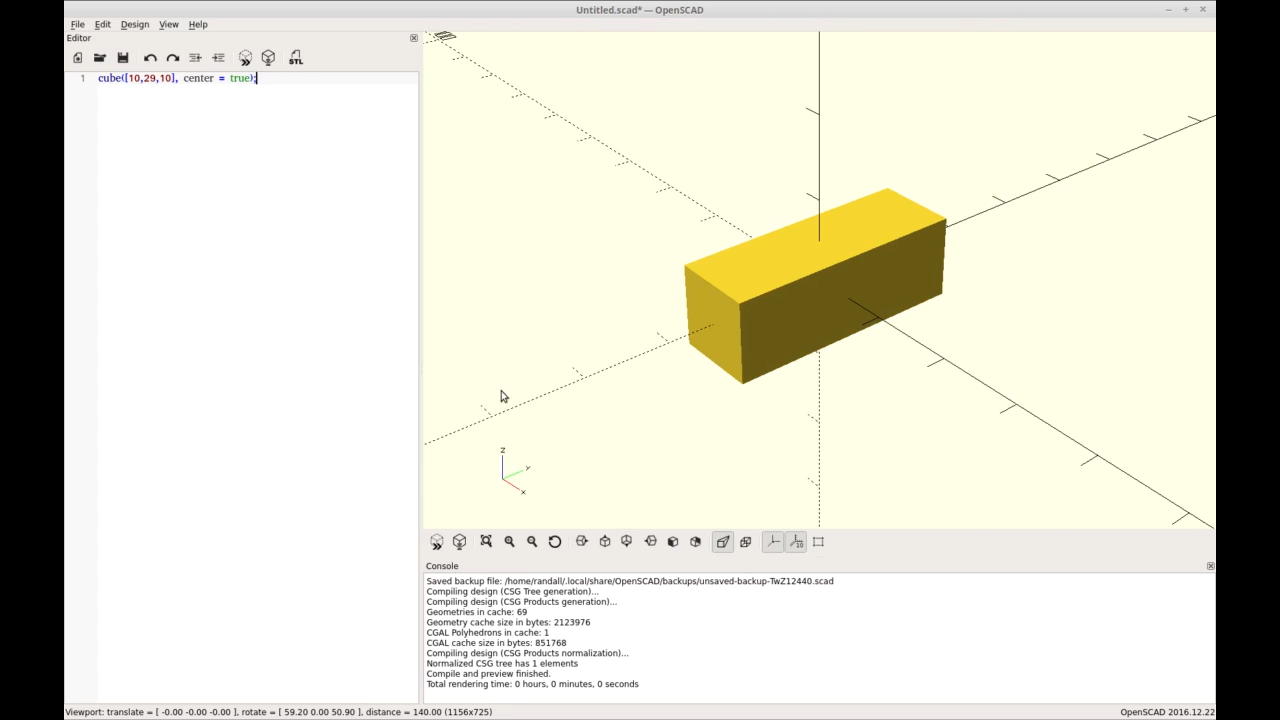 Untitled.scad* — OpenSCAD
File Edit Design View Help
Editor
STL
1 cube([10,29,10], center = true);
z
y
x
10
Console
Saved backup file: /home/randall/.local/share/OpenSCAD/backups/unsaved-backup-TwZ12440.scad
Compiling design (CSG Tree generation)...
Compiling design (CSG Products generation)...
Geometries in cache: 69
Geometry cache size in bytes: 2123976
CGAL Polyhedrons in cache: 1
CGAL cache size in bytes: 851768
Compiling design (CSG Products normalization)...
Normalized CSG tree has 1 elements
Compile and preview finished.
Total rendering time: 0 hours, 0 minutes, 0 seconds
Viewport: translate = [ -0.00 -0.00 -0.00 ], rotate = [ 59.20 0.00 50.90 ], distance = 140.00 (1156x725)
OpenSCAD 2016.12.22